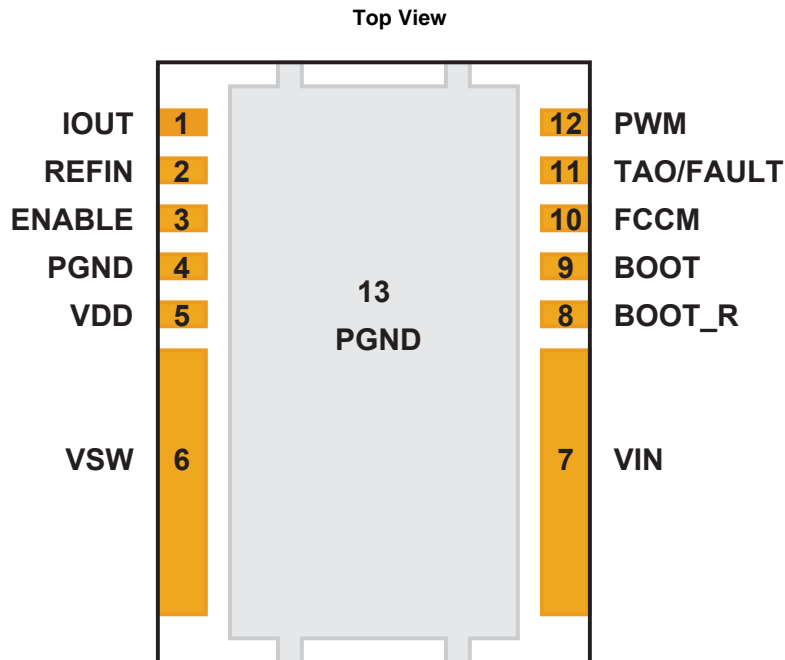 Top View
IOUT 1
REFIN 2
ENABLE 3
PGND 4
VDD 5
VSW 6
13
PGND
12 PWM
11 TAO/FAULT
10 FCCM
9 BOOT
8 BOOT_R
7 VIN